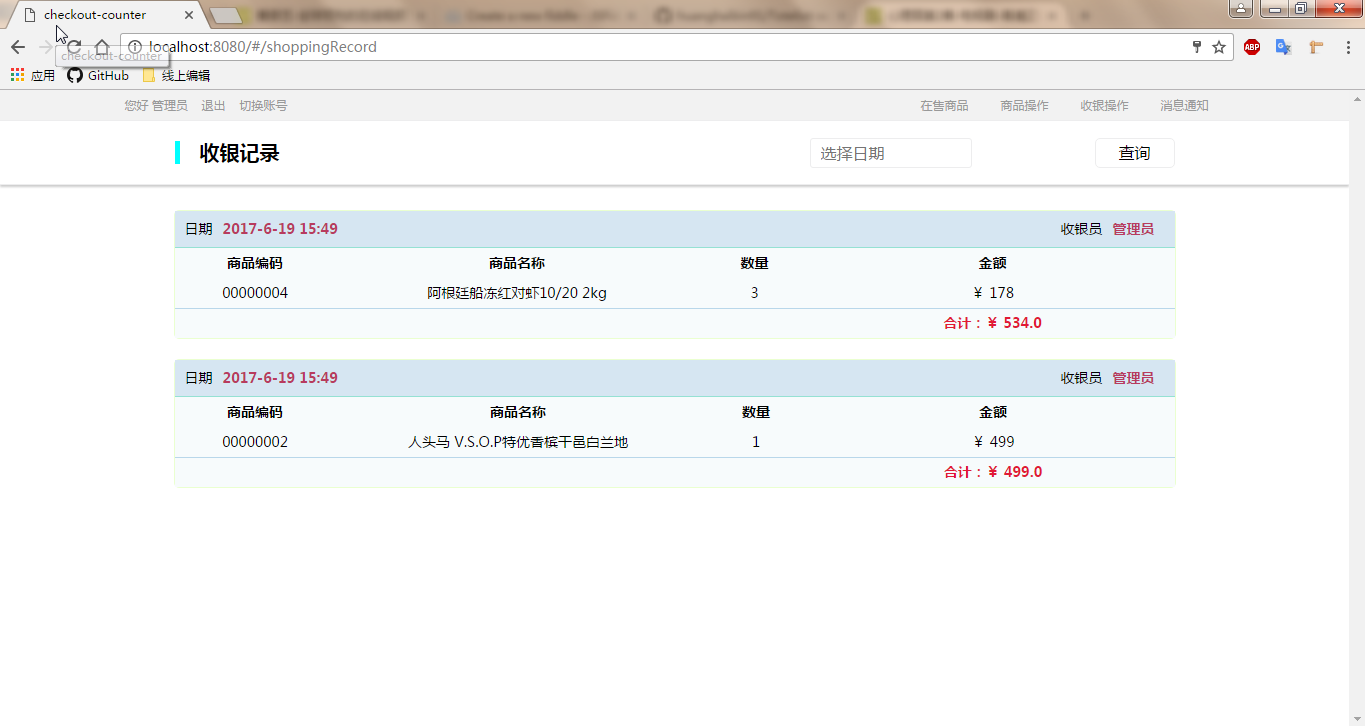 checkout-counter
localhost:8080/#/shoppingRecord
checkout-counter
ABP
应用 GitHub 线上编辑
您好 管理员 退出 切换账号 在售商品 商品操作 收银操作 消息通知
收银记录 选择日期 查询
日期 2017-6-19 15:49 收银员 管理员
商品编码 商品名称 数量 金额
00000004 阿根廷船冻红对虾10/20 2kg 3 ¥ 178
合计：¥ 534.0
日期 2017-6-19 15:49 收银员 管理员
商品编码 商品名称 数量 金额
00000002 人头马 V.S.O.P特优香槟干邑白兰地 1 ¥ 499
合计：¥ 499.0